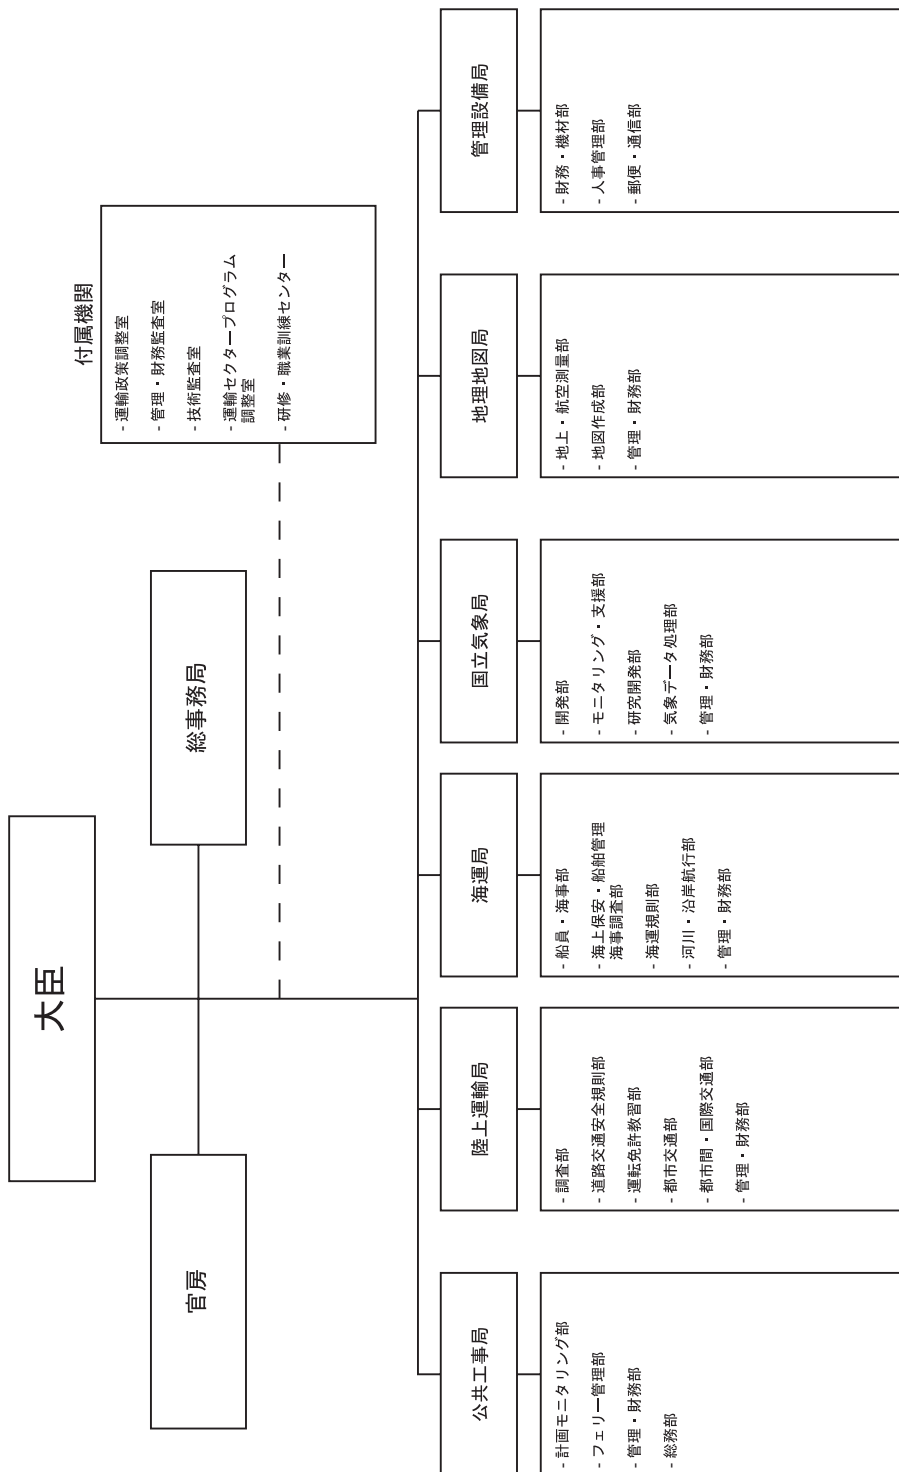 大臣
官房
総事務局
付属機関
- 運輸政策調整室
- 管理・財務監査室
- 技術監査室
- 運輸セクタープログラム
調整室
- 研修・職業訓練センター
公共工事局
- 計画モニタリング部
- フェリー管理部
- 管理・財務部
- 総務部
陸上運輸局
- 調査部
- 道路交通安全規則部
- 運転免許教習部
- 都市交通部
- 都市間・国際交通部
- 管理・財務部
海運局
- 船員・海事部
- 海上保安・船舶管理
海事調査部
- 海運規則部
- 河川・沿岸航行部
- 管理・財務部
国立気象局
- 開発部
- モニタリング・支援部
- 研究開発部
- 気象データ処理部
- 管理・財務部
地理地図局
- 地上・航空測量部
- 地図作成部
- 管理・財務部
管理設備局
- 財務・機材部
- 人事管理部
- 郵便・通信部